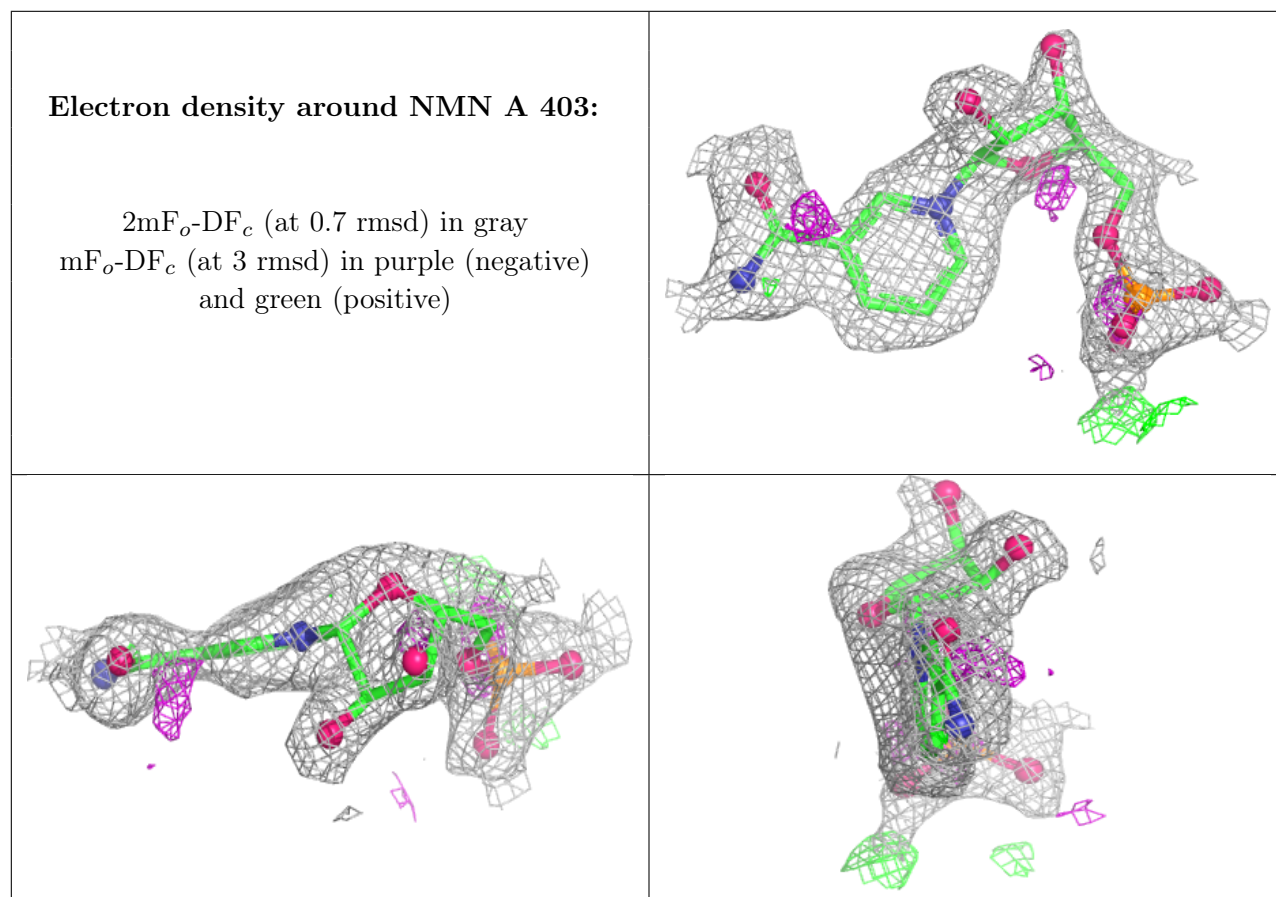 Electron density around NMN A 403:
2mFₒ-DF𝒸 (at 0.7 rmsd) in gray
mFₒ-DF𝒸 (at 3 rmsd) in purple (negative)
and green (positive)